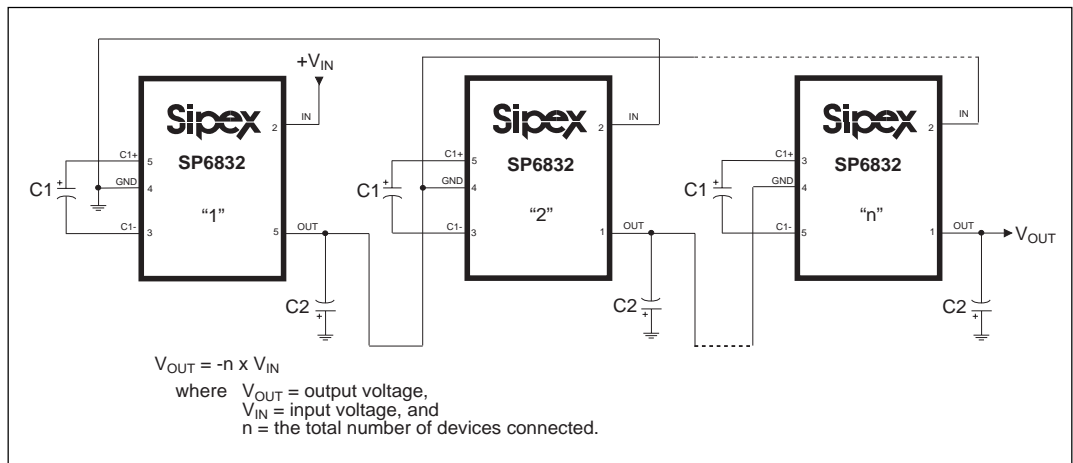 +VIN
Sipex
SP6832
"1"
2
IN
C1+
5
C1
+
GND
4
C1-
3
5
OUT
C2
+
Sipex
SP6832
"2"
2
IN
C1+
5
C1
+
GND
4
C1-
3
1
OUT
C2
+
Sipex
SP6832
"n"
2
IN
C1+
3
C1
+
GND
4
C1-
5
1
OUT
VOUT
C2
+
VOUT = -n x VIN
where VOUT = output voltage,
VIN = input voltage, and
n = the total number of devices connected.